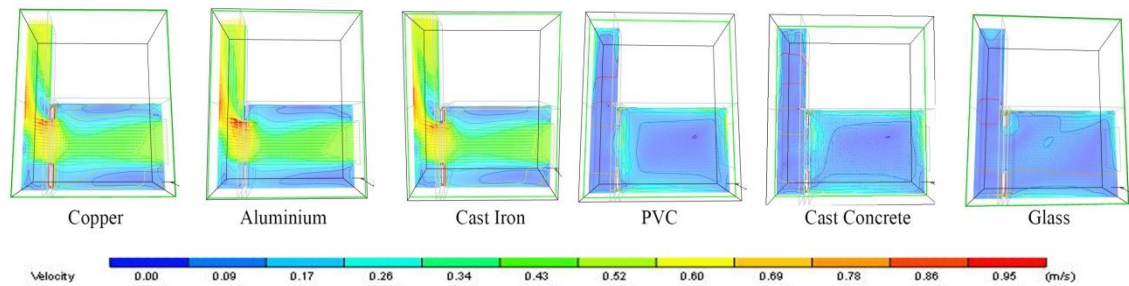 Copper Aluminium Cast Iron PVC Cast Concrete Glass
Velocity 0.00 0.09 0.17 0.26 0.34 0.43 0.52 0.60 0.69 0.78 0.86 0.95 (m/s)